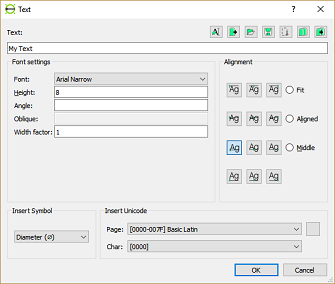 Text
?
Text:
My Text
Font settings
Alignment
Font: Arial Narrow
Height: 8
Angle:
Oblique:
Width factor: 1
Ag Ag Ag Fit
Ag Ag Ag Aligned
Ag Ag Ag Middle
Ag Ag Ag
Insert Symbol
Insert Unicode
Diameter (∅)
Page: [0000-007F] Basic Latin
Char: [0000]
OK Cancel